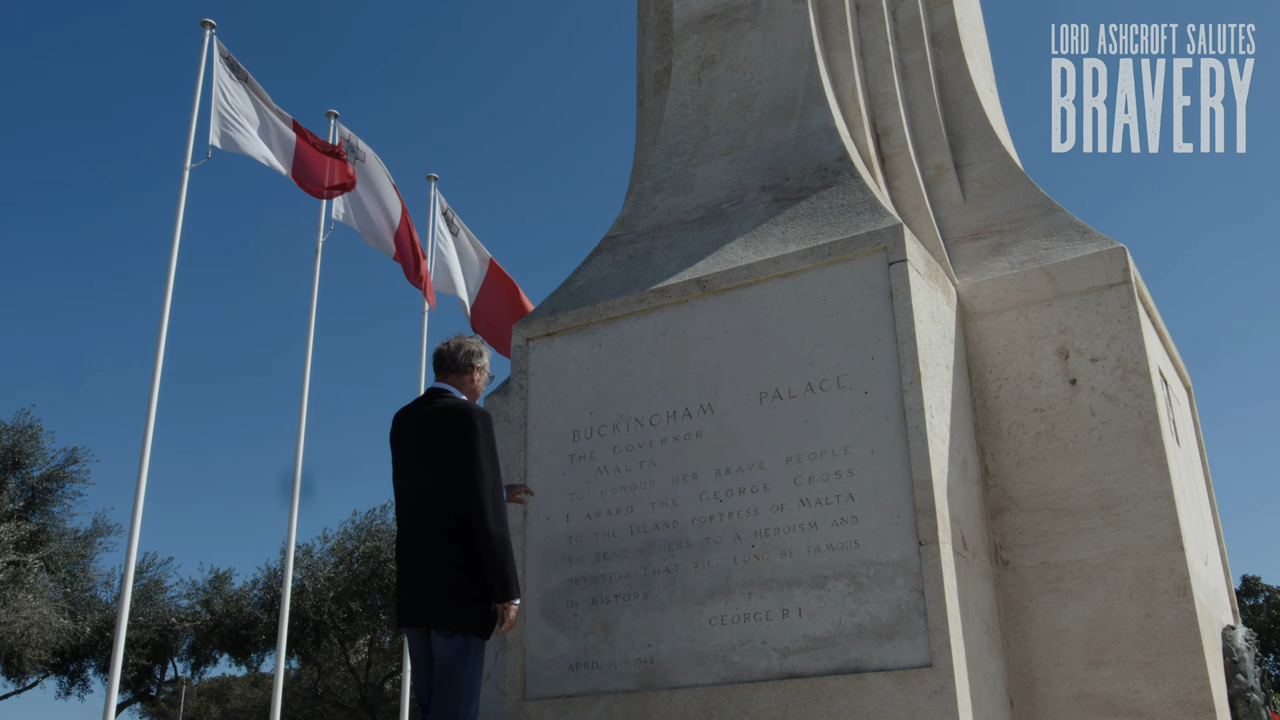 LORD ASHCROFT SALUTES
BRAVERY
BUCKINGHAM PALACE.
THE GOVERNOR
MALTA
TO HONOUR HER BRAVE PEOPLE
I AWARD THE GEORGE CROSS
TO THE ISLAND FORTRESS OF MALTA
TO BEAR WITNESS TO A HEROISM AND
DEVOTION THAT WILL LONG BE FAMOUS
IN HISTORY
GEORGE R I
APRIL 1942